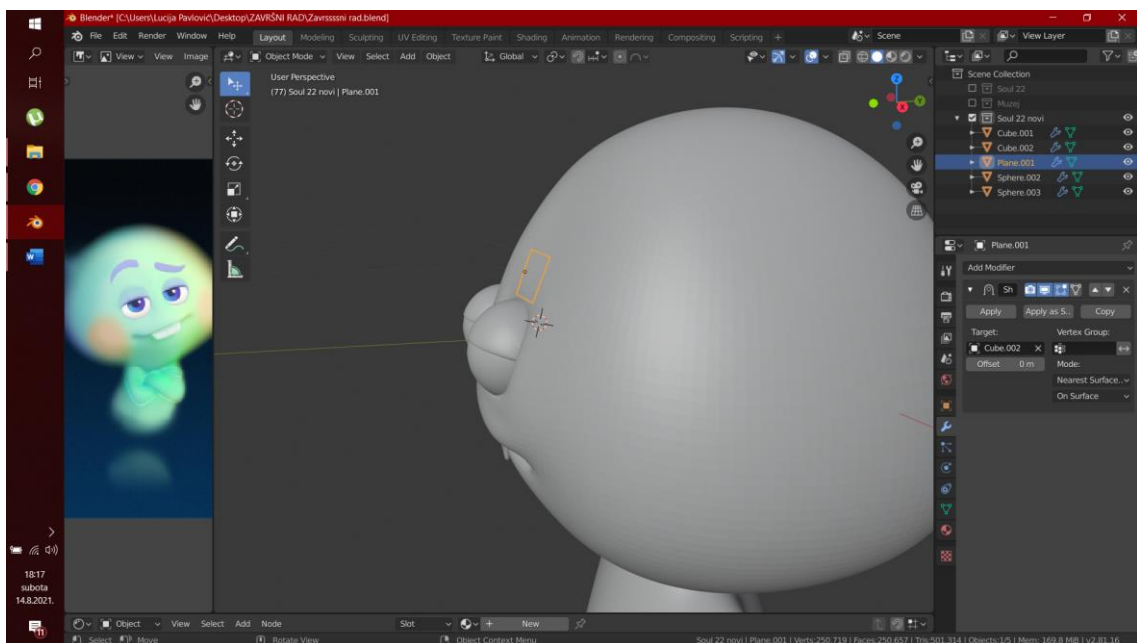 Blender* [C:\Users\Lucija Pavlović\Desktop\ZAVRŠNI RAD\Zavrssssni rad.blend]
File Edit Render Window Help Layout Modeling Sculpting UV Editing Texture Paint Shading Animation Rendering Compositing Scripting + Scene View Layer
View View Image Object Mode View Select Add Object Global
User Perspective
(77) Soul 22 novi | Plane.001
Scene Collection
Soul 22
Muzej
Soul 22 novi
Cube.001
Cube.002
Plane.001
Sphere.002
Sphere.003
Plane.001
Add Modifier
Sh
Apply Apply as S.. Copy
Target: Vertex Group:
Cube.002
Offset 0 m Mode:
Nearest Surface..
On Surface
18:17
subota
14.8.2021.
Object View Select Add Node Slot New
Select Move Rotate View Object Context Menu Soul 22 novi | Plane.001 | Verts:250.719 | Faces:250.657 | Tris:501.314 | Objects:1/5 | Mem: 169.8 MiB | v2.81.16